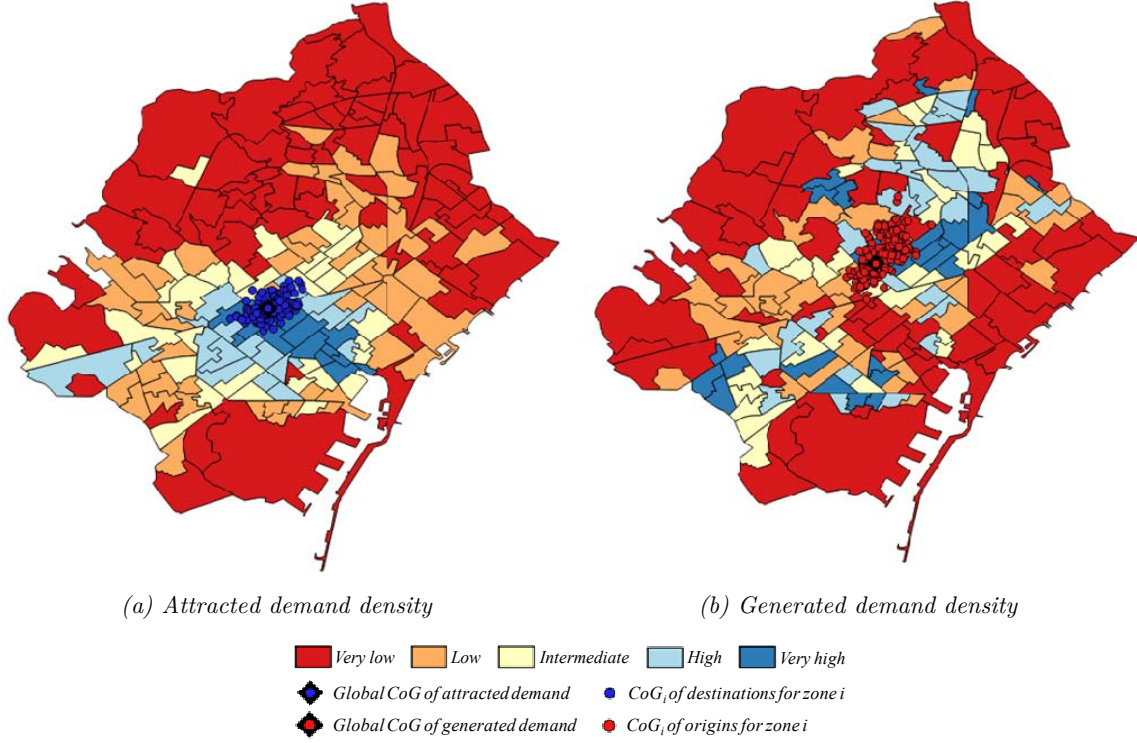 (a) Attracted demand density
(b) Generated demand density
Very low
Low
Intermediate
High
Very high
Global CoG of attracted demand
CoGi of destinations for zone i
Global CoG of generated demand
CoGi of origins for zone i